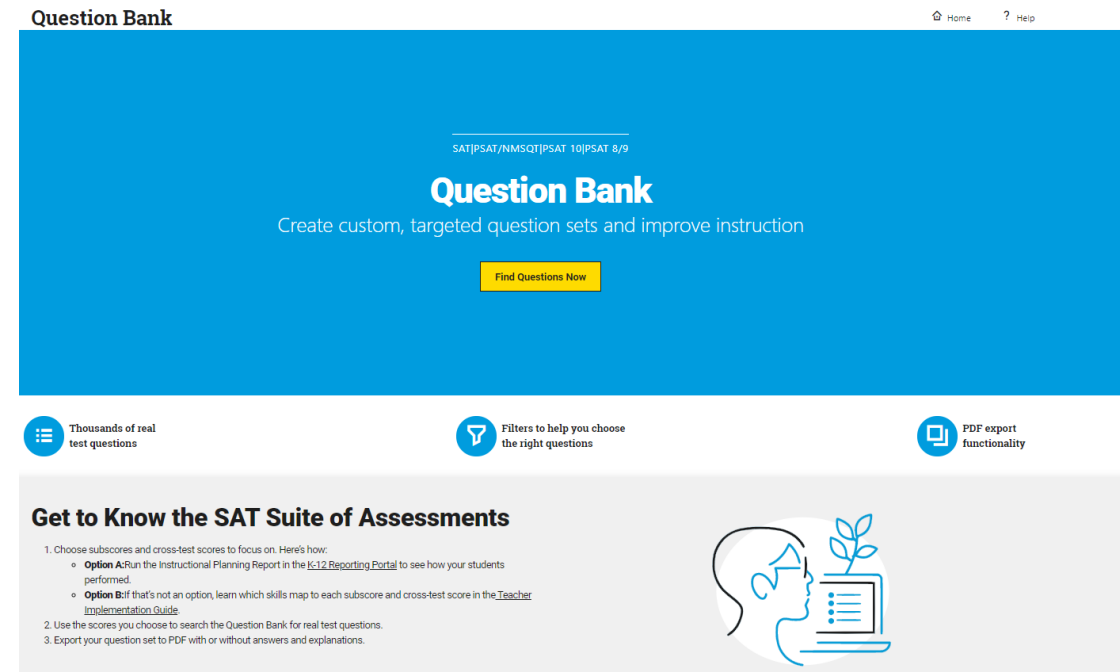 Question Bank
Home
? Help
SAT|PSAT/NMSQT|PSAT 10|PSAT 8/9
Question Bank
Create custom, targeted question sets and improve instruction
Find Questions Now
Thousands of real
test questions
Filters to help you choose
the right questions
PDF export
functionality
Get to Know the SAT Suite of Assessments
1. Choose subscores and cross-test scores to focus on. Here's how:
Option A:Run the Instructional Planning Report in the K-12 Reporting Portal to see how your students
performed.
Option B:If that's not an option, learn which skills map to each subscore and cross-test score in the Teacher
Implementation Guide.
2. Use the scores you choose to search the Question Bank for real test questions.
3. Export your question set to PDF with or without answers and explanations.